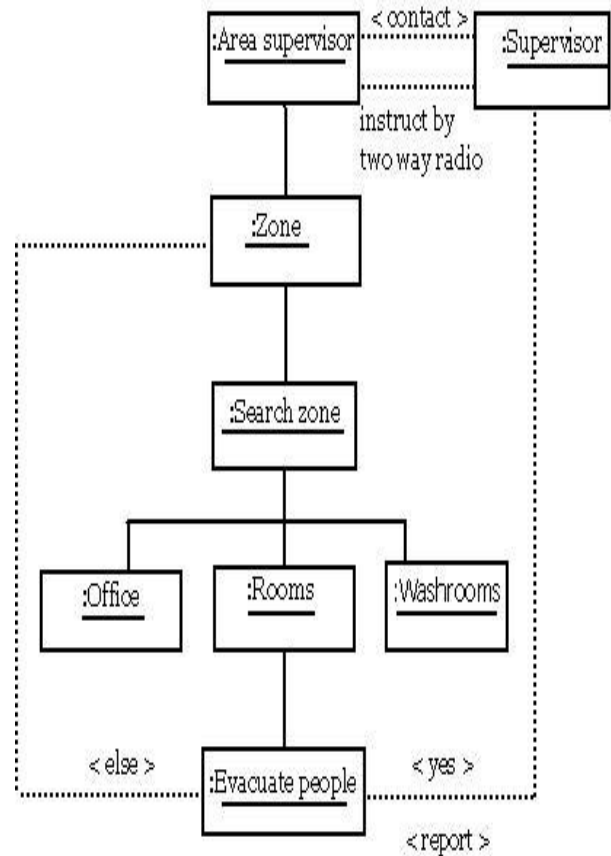 < contact >
:Area supervisor
:Supervisor
instruct by
two way radio
:Zone
:Search zone
:Office
:Rooms
:Washrooms
< else >
:Evacuate people
< yes >
< report >